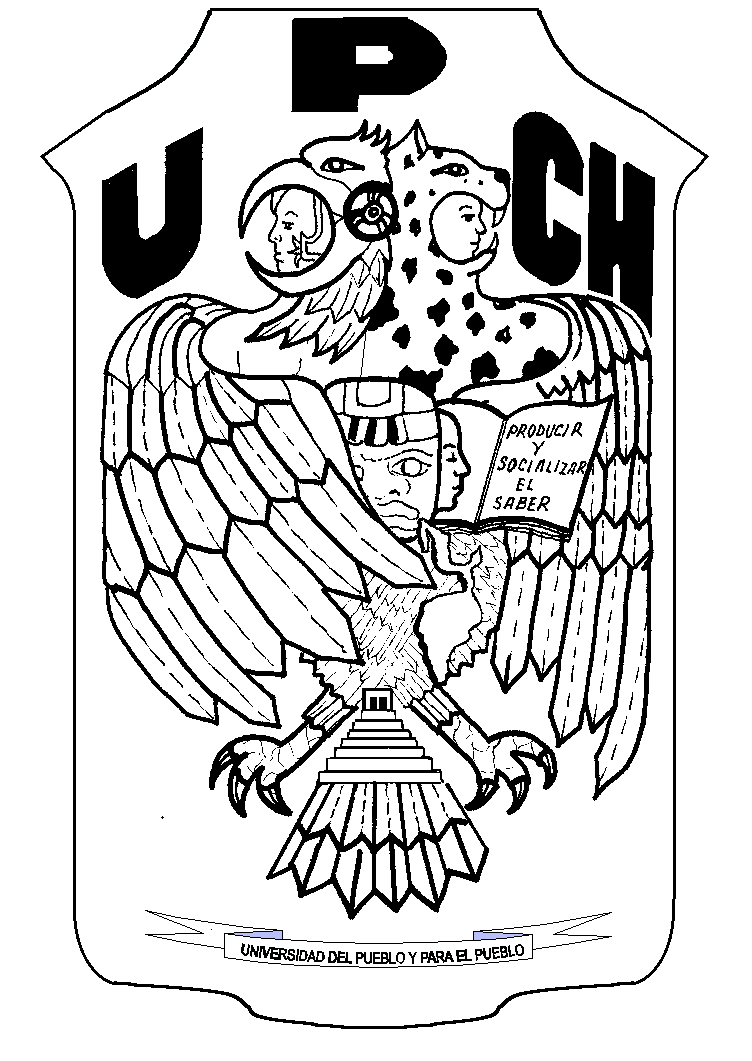 P
U CH
PRODUCIR
Y
SOCIALIZAR
EL
SABER
UNIVERSIDAD DEL PUEBLO Y PARA EL PUEBLO